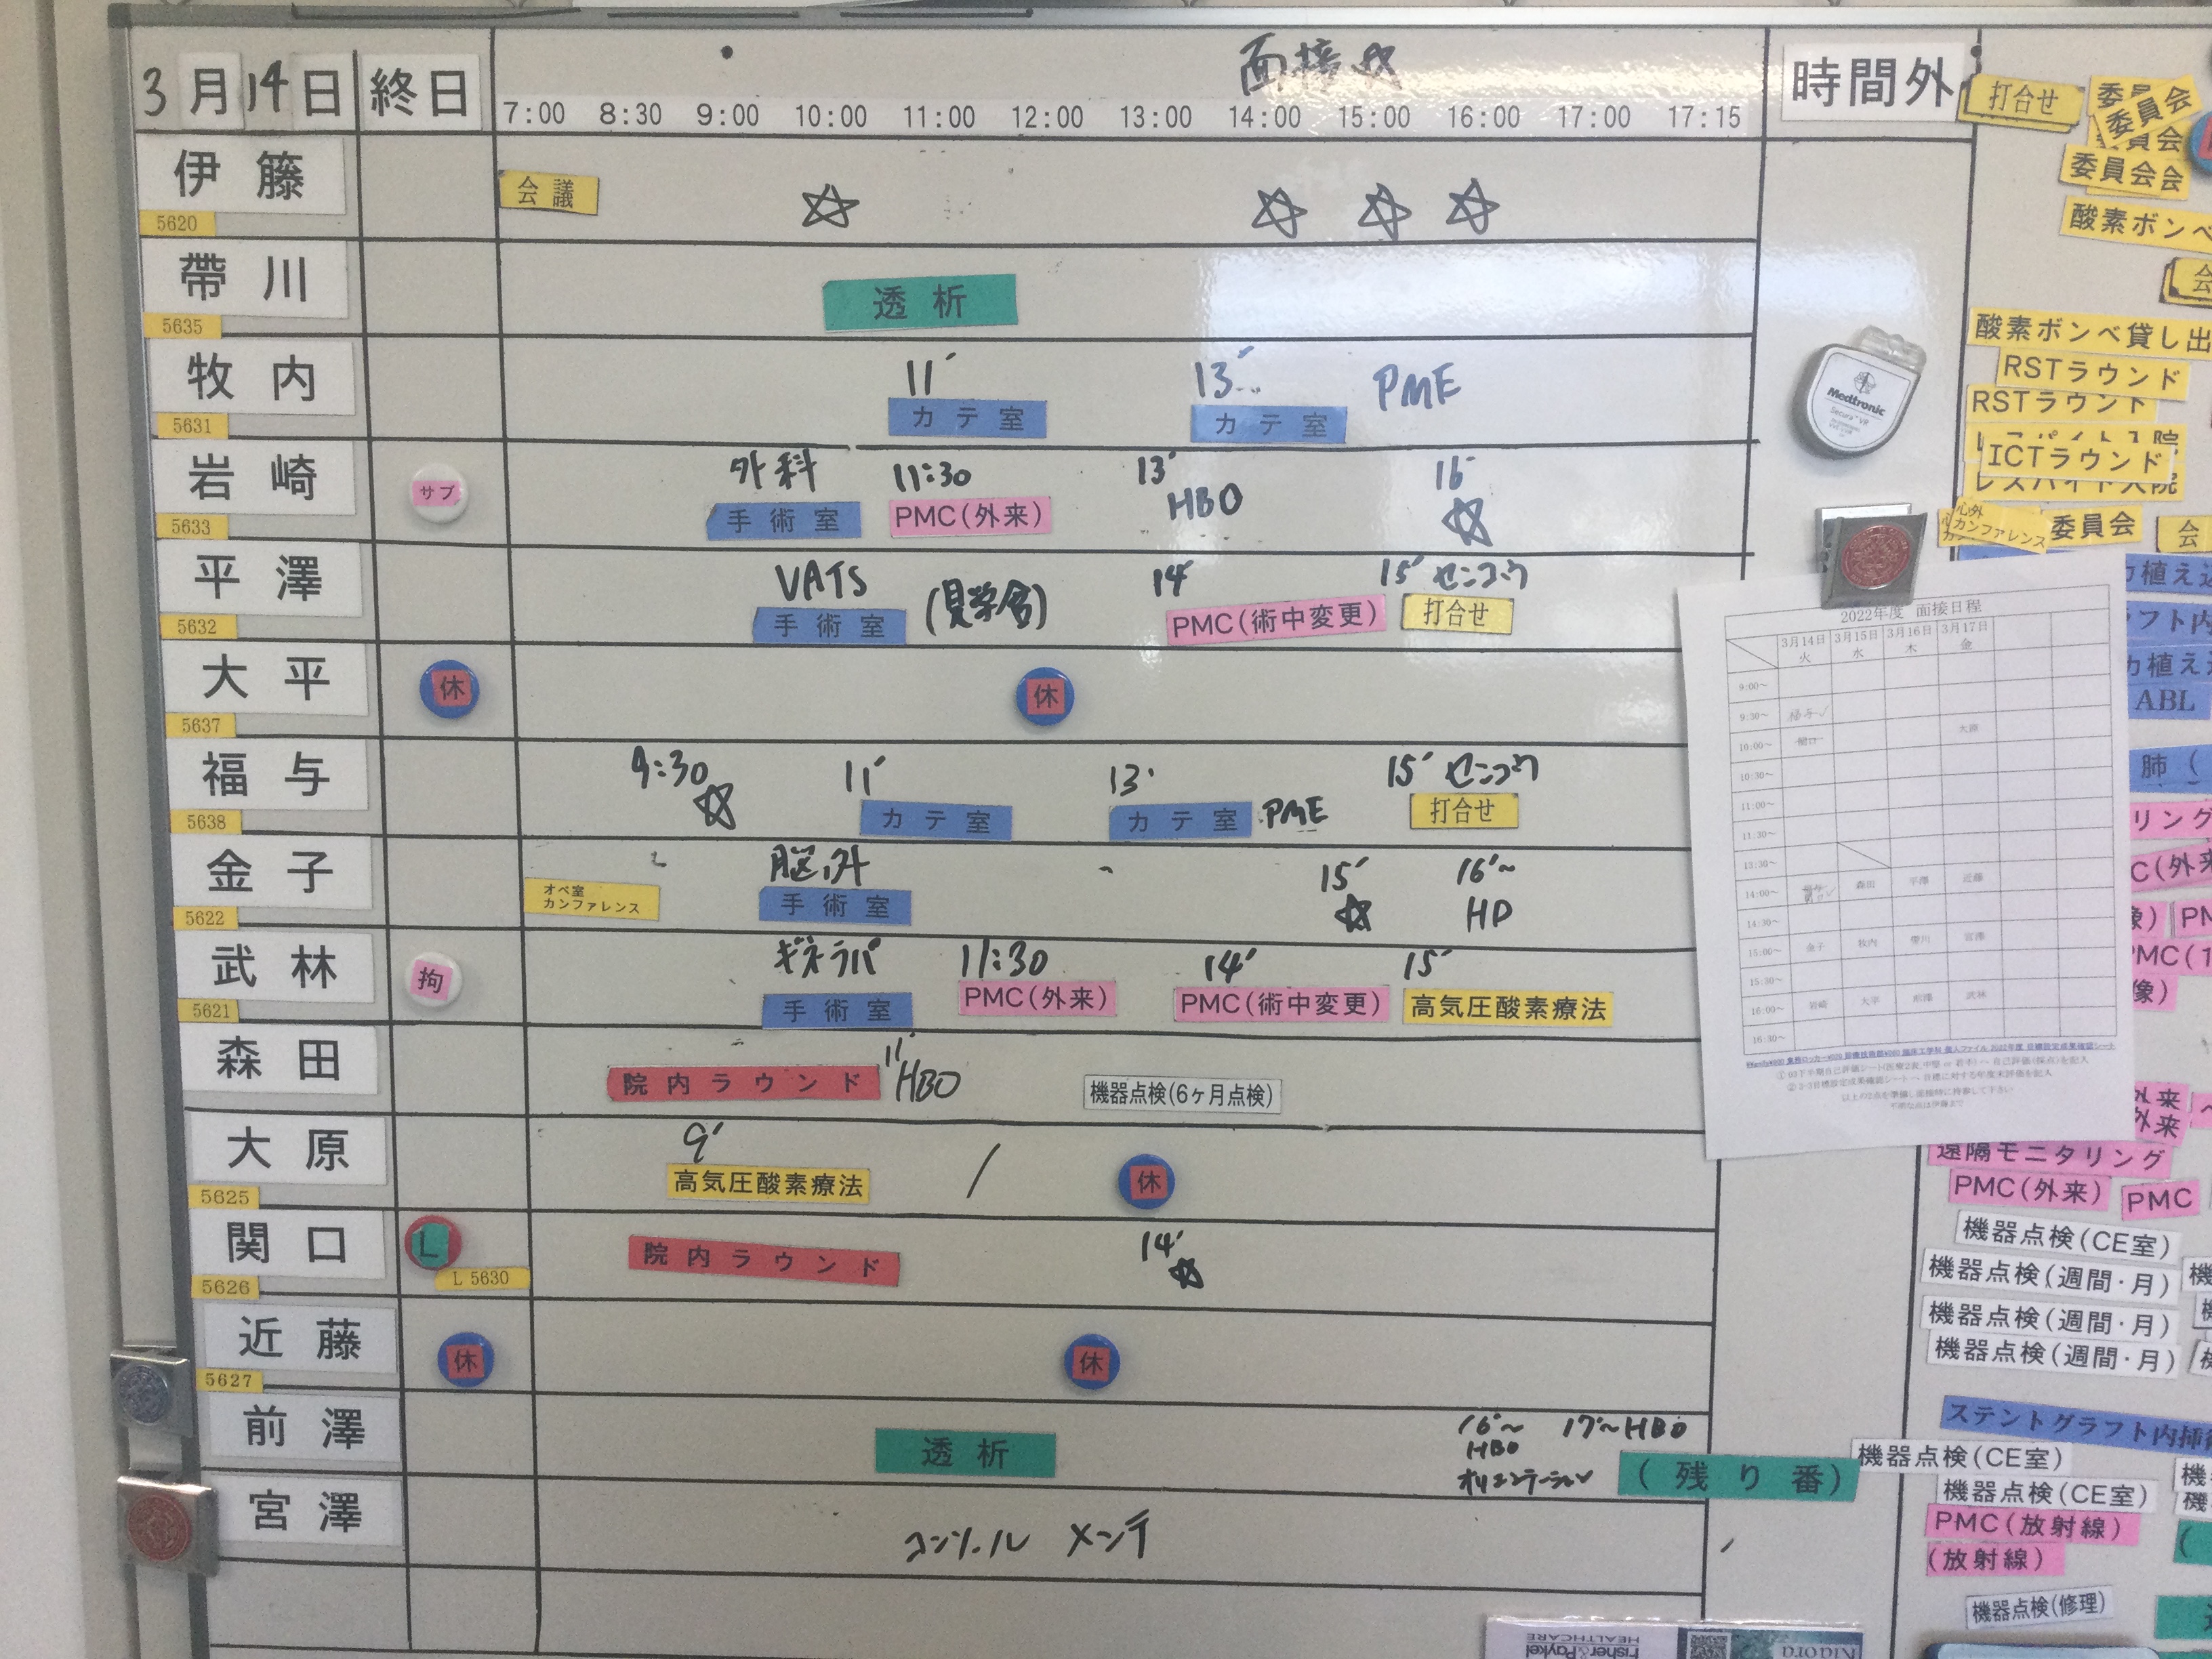 面接☆
3月14日 終日 7:00 8:30 9:00 10:00 11:00 12:00 13:00 14:00 15:00 16:00 17:00 17:15 時間外
伊藤 会議 ☆ ☆ ☆ ☆
5620
帶川 透析
5635
牧内 11' 13' PME
カテ室 カテ室
5631
岩崎 サブ 外科 11:30 13' HBO 16' ☆
手術室 PMC(外来)
5633
平澤 VATS (見学会) 14' 15' センコウ
手術室 PMC(術中変更) 打合せ
5632
大平 休 休
5637
福与 9:30 ☆ 11' 13' PME 15' センコウ
カテ室 カテ室 打合せ
5638
金子 オペ室 カンファレンス 脳外 15' ☆ 16'~ HD
手術室
5622
武林 拘 ギネラパ 11:30 14' 15'
手術室 PMC(外来) PMC(術中変更) 高気圧酸素療法
5621
森田 院内ラウンド 11' HBO 機器点検(6ヶ月点検)
大原 9' 高気圧酸素療法 / 休
5625
関口 L 院内ラウンド 14' ☆
5626 L 5630
近藤 休 休
5627
前澤 透析 16'~ HBO オリエンテーション 17'~HBO (残り番)
宮澤 コンソール メンテ
打合せ
委員会
委員会
委員会
酸素ボンベ
会
酸素ボンベ貸し出
RSTラウンド
RSTラウンド
ICTラウンド
レスパイト入院
心外
カンファレンス
委員会
会
Medtronic
Secura VR
2022年度 面接日程
3月14日 3月15日 3月16日 3月17日
火 水 木 金
9:00~
9:30~ 福与
10:00~ 関口 大原
10:30~
11:00~
11:30~
13:30~
14:00~ 森田 平澤 近藤
14:30~
15:00~ 金子 牧内 帶川 宮澤
15:30~
16:00~ 岩崎 大平 前澤 武林
16:30~
力植え込
フト内
力植え込
ABL
肺(
リング
C(外来
PM
PMC(1
像)
外来
外来
遠隔モニタリング
PMC(外来) PMC
機器点検(CE室)
機器点検(週間・月)
機器点検(週間・月)
機器点検(週間・月)
ステントグラフト内挿術
機器点検(CE室)
機器点検(CE室)
PMC(放射線)
(放射線)
機器点検(修理)
Fisher&Paykel
HEALTHCARE